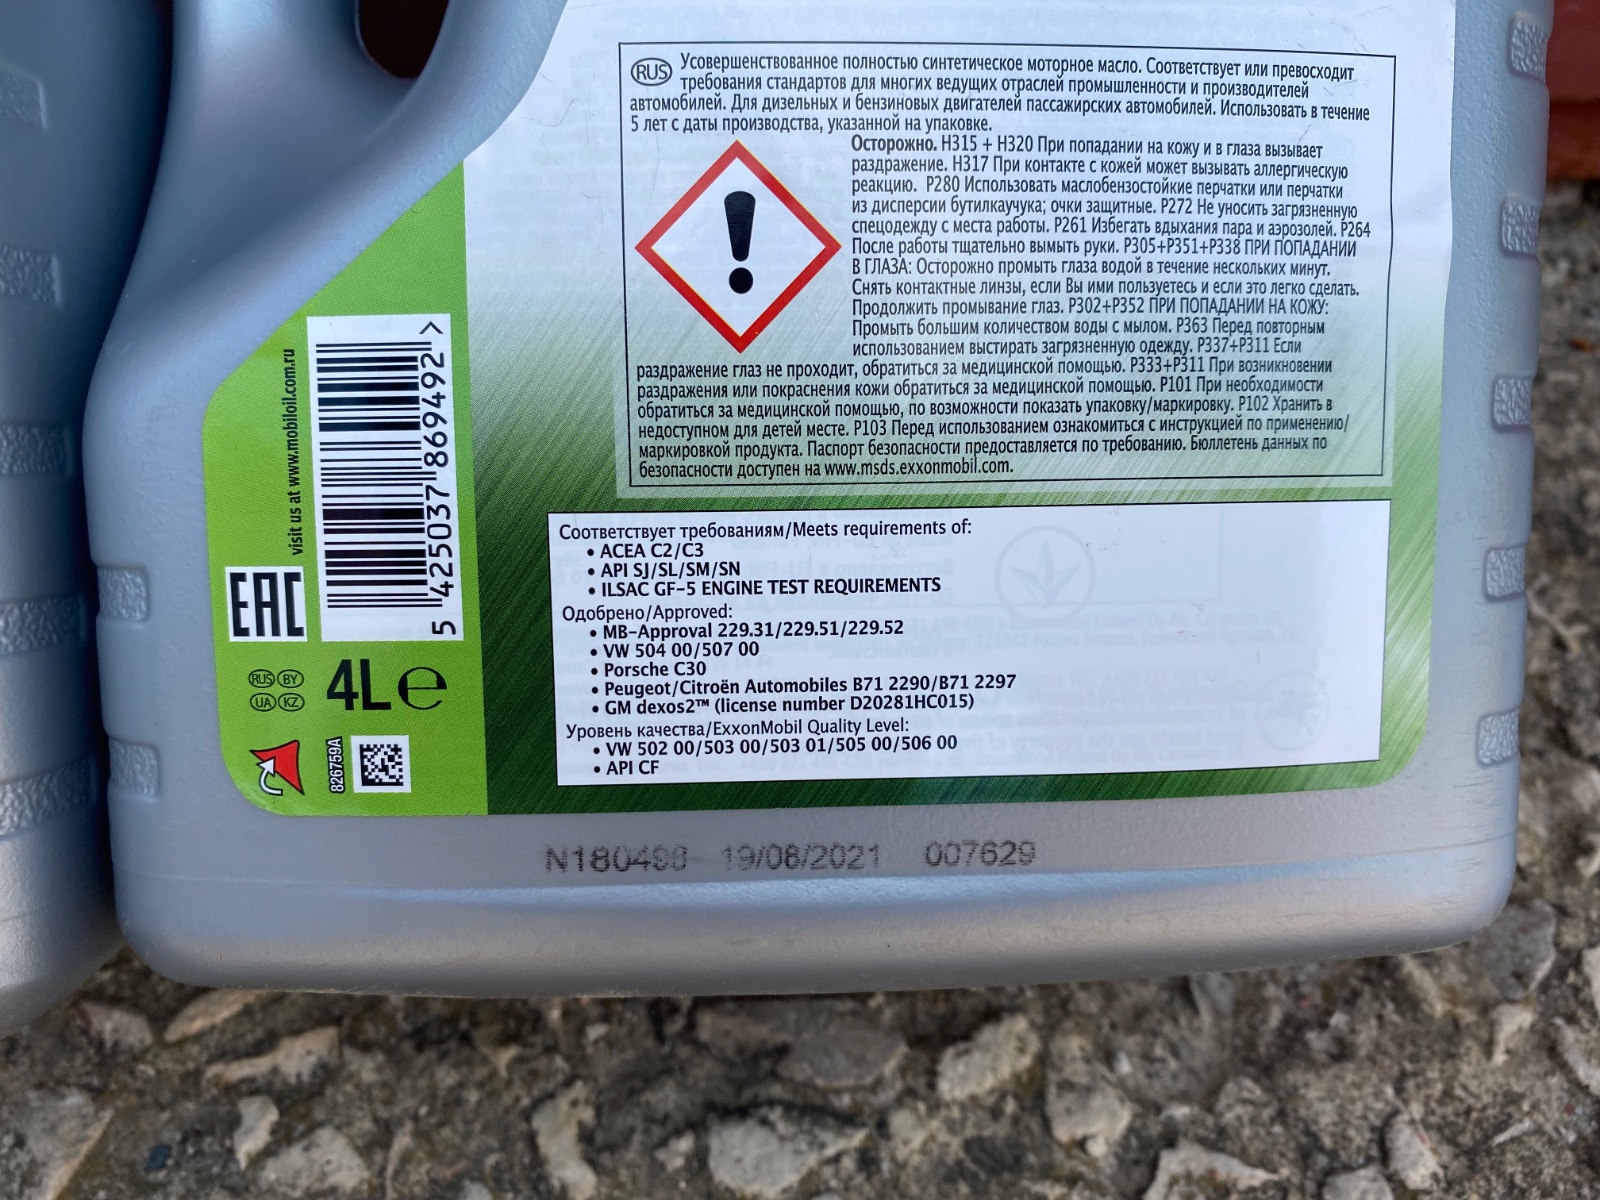 RUS
Усовершенствованное полностью синтетическое моторное масло. Соответствует или превосходит
требования стандартов для многих ведущих отраслей промышленности и производителей
автомобилей. Для дизельных и бензиновых двигателей пассажирских автомобилей. Использовать в течение
5 лет с даты производства, указанной на упаковке.
Осторожно. H315 + H320 При попадании на кожу и в глаза вызывает
раздражение. H317 При контакте с кожей может вызывать аллергическую
реакцию. P280 Использовать маслобензостойкие перчатки или перчатки
из дисперсии бутилкаучука; очки защитные. P272 Не уносить загрязненную
спецодежду с места работы. P261 Избегать вдыхания пара и аэрозолей. P264
После работы тщательно вымыть руки. P305+P351+P338 ПРИ ПОПАДАНИИ
В ГЛАЗА: Осторожно промыть глаза водой в течение нескольких минут.
Снять контактные линзы, если Вы ими пользуетесь и если это легко сделать.
Продолжить промывание глаз. P302+P352 ПРИ ПОПАДАНИИ НА КОЖУ:
Промыть большим количеством воды с мылом. P363 Перед повторным
использованием выстирать загрязненную одежду. P337+P311 Если
раздражение глаз не проходит, обратиться за медицинской помощью. P333+P311 При возникновении
раздражения или покраснения кожи обратиться за медицинской помощью. P101 При необходимости
обратиться за медицинской помощью, по возможности показать упаковку/маркировку. P102 Хранить в
недоступном для детей месте. P103 Перед использованием ознакомиться с инструкцией по применению/
маркировкой продукта. Паспорт безопасности предоставляется по требованию. Бюллетень данных по
безопасности доступен на www.msds.exxonmobil.com.
visit us at www.mobiloil.com.ru
5 425037 869492 >
EAC
RUS BY
UA KZ
4L e
826759A
Соответствует требованиям/Meets requirements of:
• ACEA C2/C3
• API SJ/SL/SM/SN
• ILSAC GF-5 ENGINE TEST REQUIREMENTS
Одобрено/Approved:
• MB-Approval 229.31/229.51/229.52
• VW 504 00/507 00
• Porsche C30
• Peugeot/Citroën Automobiles B71 2290/B71 2297
• GM dexos2™ (license number D20281HC015)
Уровень качества/ExxonMobil Quality Level:
• VW 502 00/503 00/503 01/505 00/506 00
• API CF
19/08/2021 007629